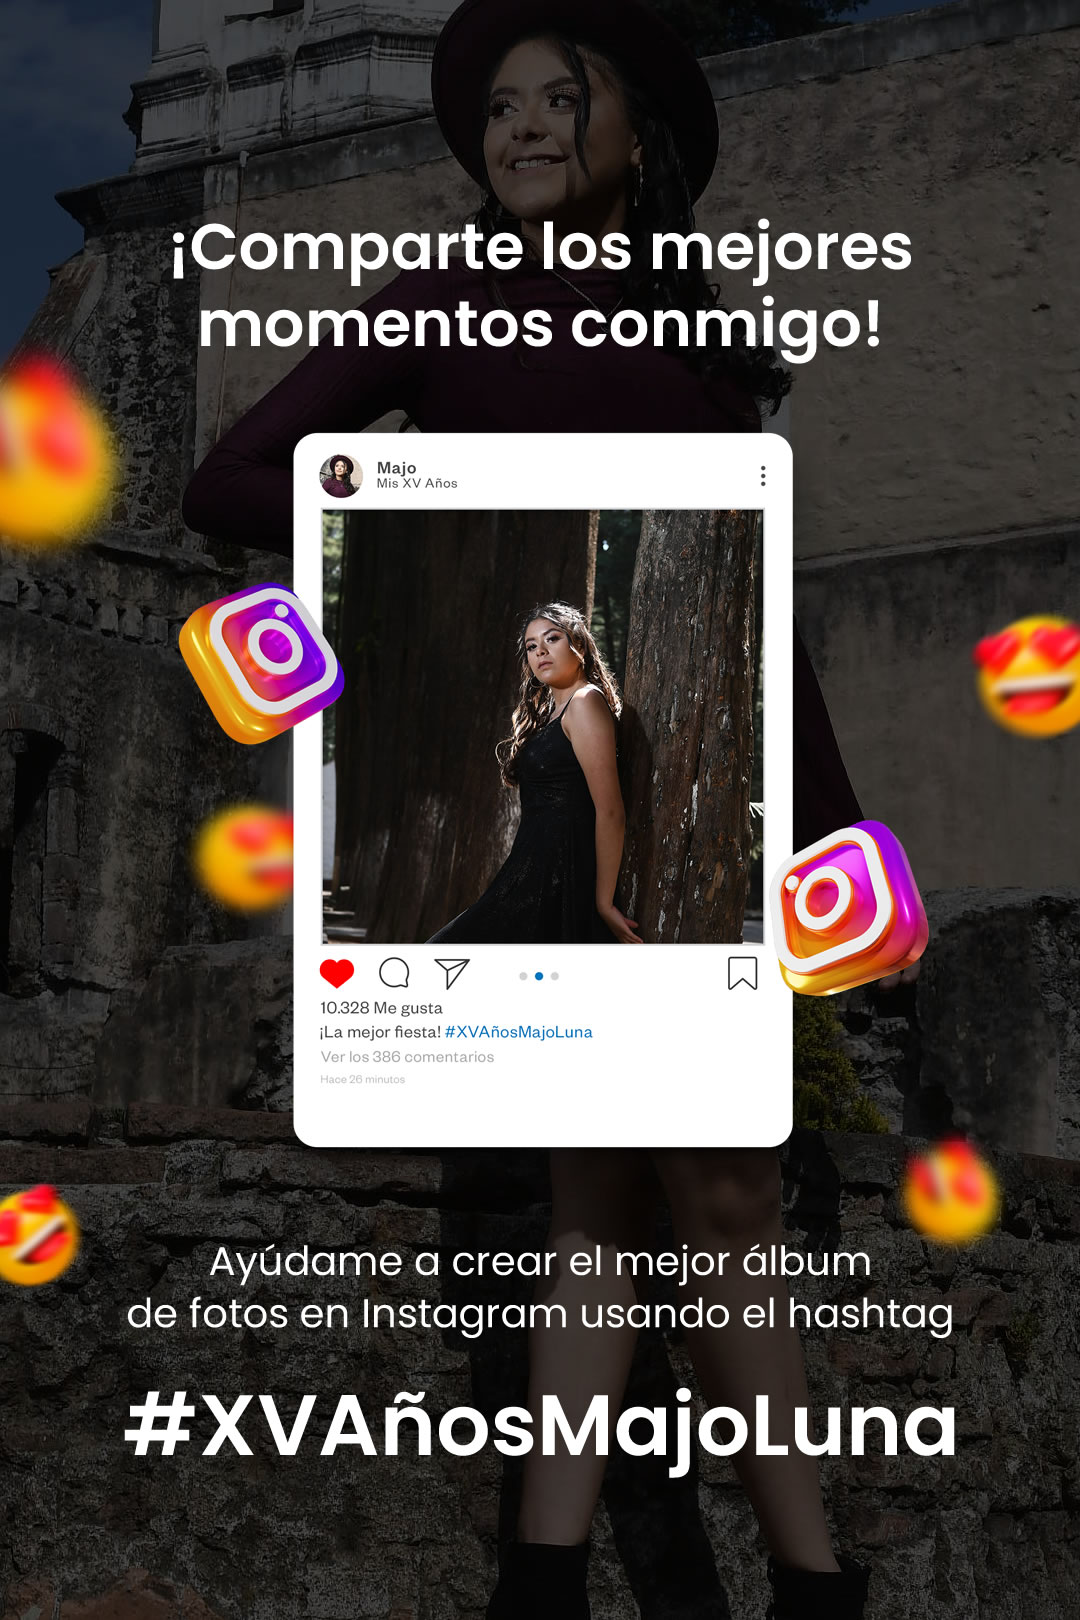 ¡Comparte los mejores
momentos conmigo!
Majo
Mis XV Años
10.328 Me gusta
¡La mejor fiesta! #XVAñosMajoLuna
Ver los 386 comentarios
Hace 26 minutos
Ayúdame a crear el mejor álbum
de fotos en Instagram usando el hashtag
#XVAñosMajoLuna